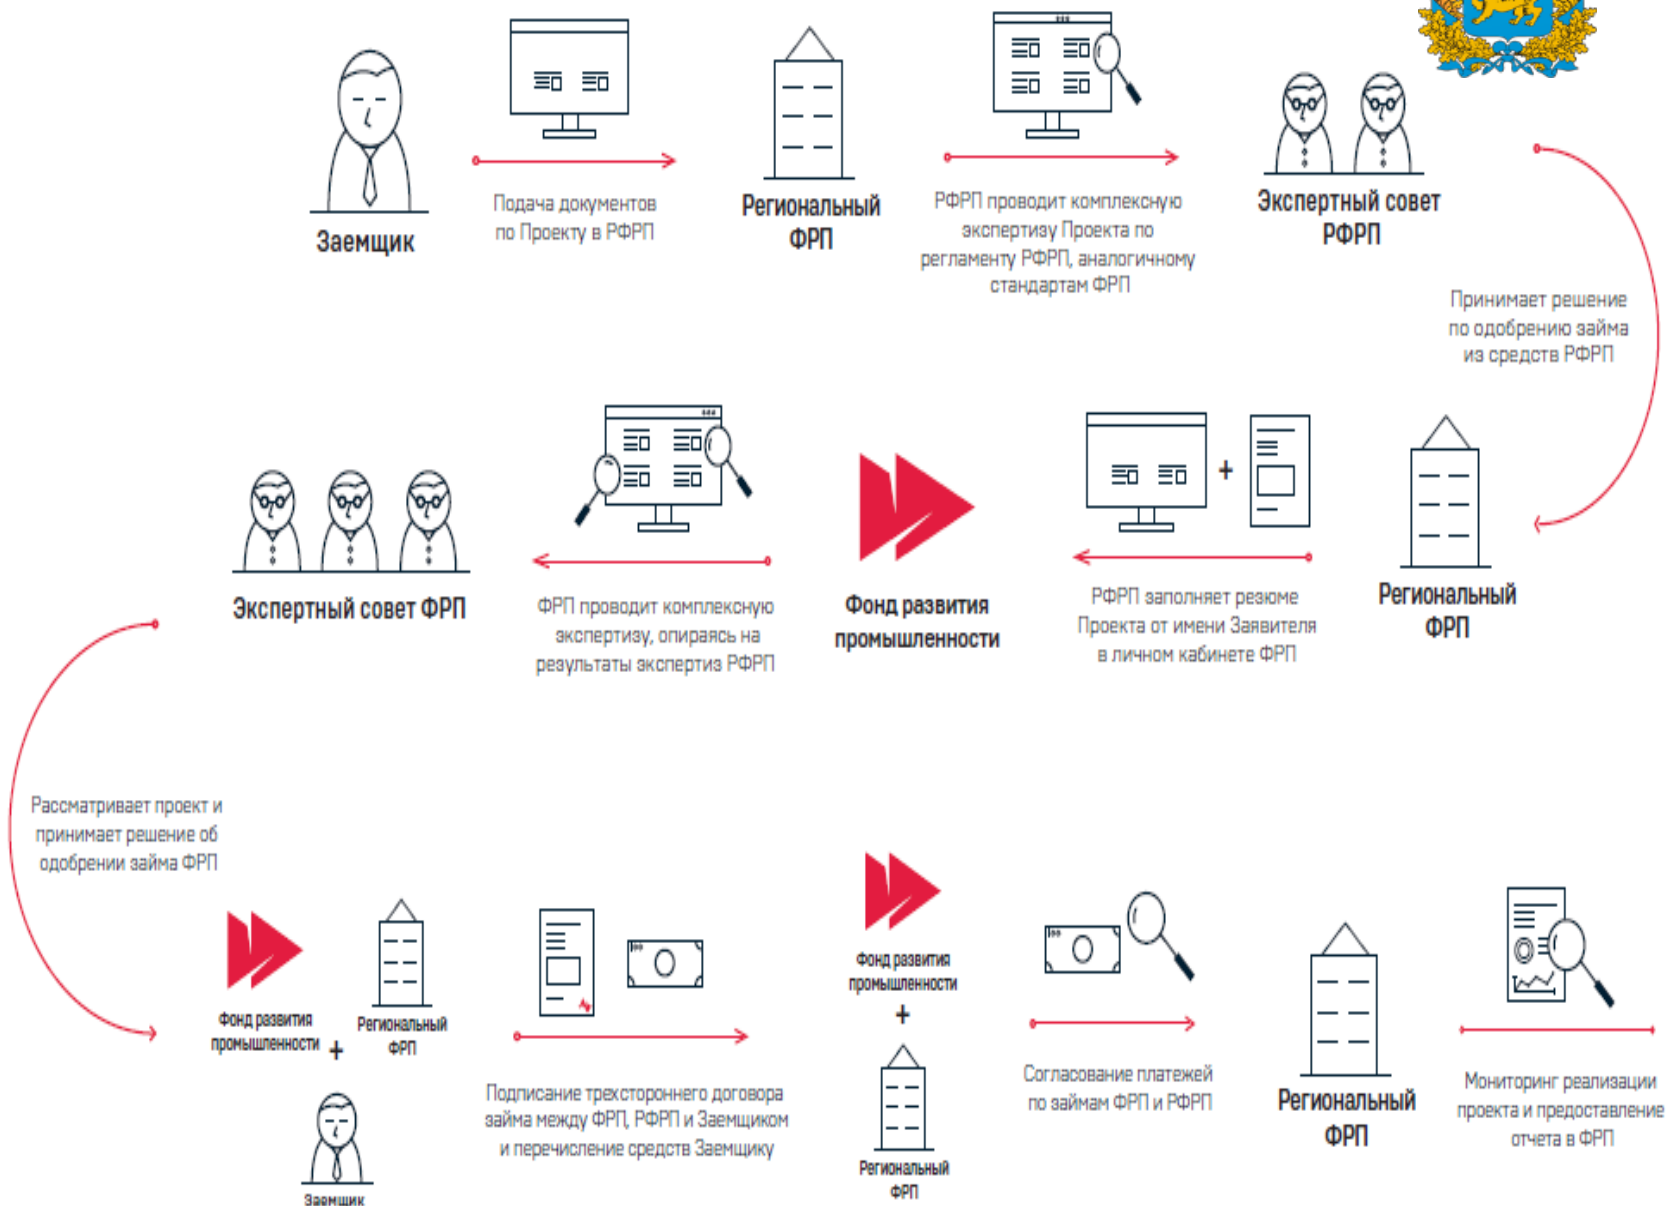 Заемщик
Подача документов
по Проекту в РФРП
Региональный
ФРП
РФРП проводит комплексную
экспертизу Проекта по
регламенту РФРП, аналогичному
стандартам ФРП
Экспертный совет
РФРП
Принимает решение
по одобрению займа
из средств РФРП
Региональный
ФРП
+
РФРП заполняет резюме
Проекта от имени Заявителя
в личном кабинете ФРП
Фонд развития
промышленности
ФРП проводит комплексную
экспертизу, опираясь на
результаты экспертиз РФРП
Экспертный совет ФРП
Рассматривает проект и
принимает решение об
одобрении займа ФРП
Фонд развития
промышленности
+
Региональный
ФРП
Заемщик
Подписание трехстороннего договора
займа между ФРП, РФРП и Заемщиком
и перечисление средств Заемщику
Фонд развития
промышленности
+
Региональный
ФРП
Согласование платежей
по займам ФРП и РФРП
Региональный
ФРП
Мониторинг реализации
проекта и предоставление
отчета в ФРП